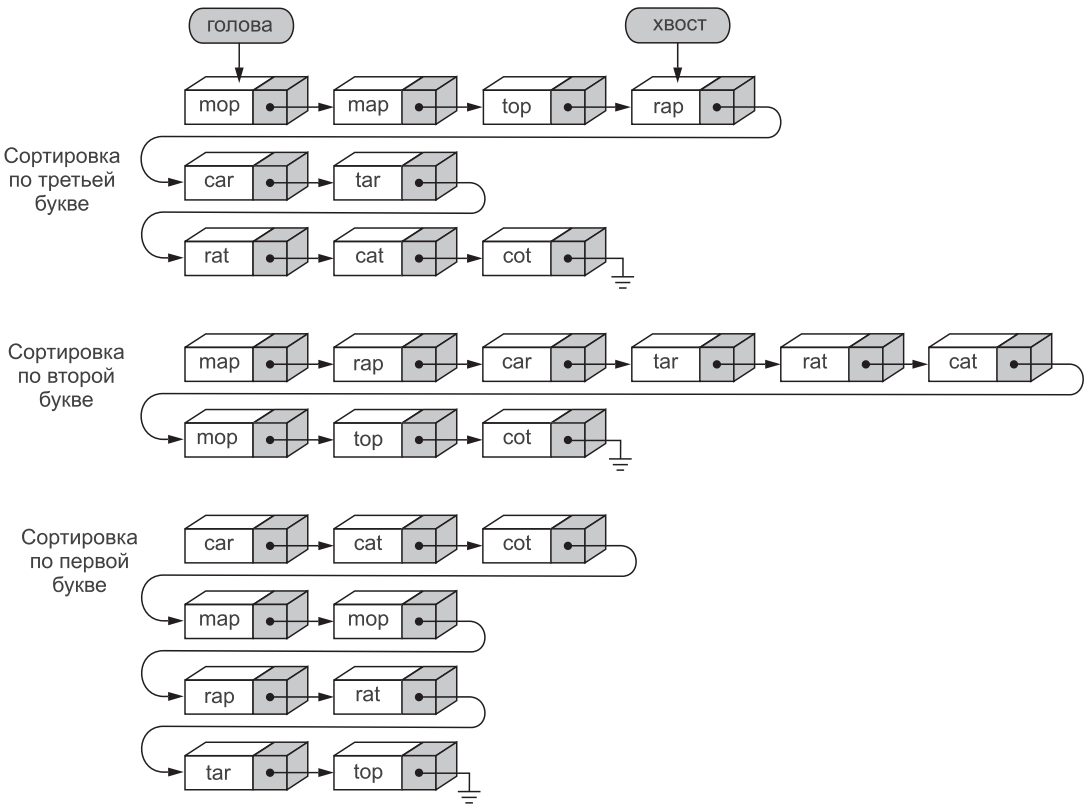 голова хвост
mop map top rap
Сортировка
по третьей
букве
car tar
rat cat cot
Сортировка
по второй
букве
map rap car tar rat cat
mop top cot
Сортировка
по первой
букве
car cat cot
map mop
rap rat
tar top